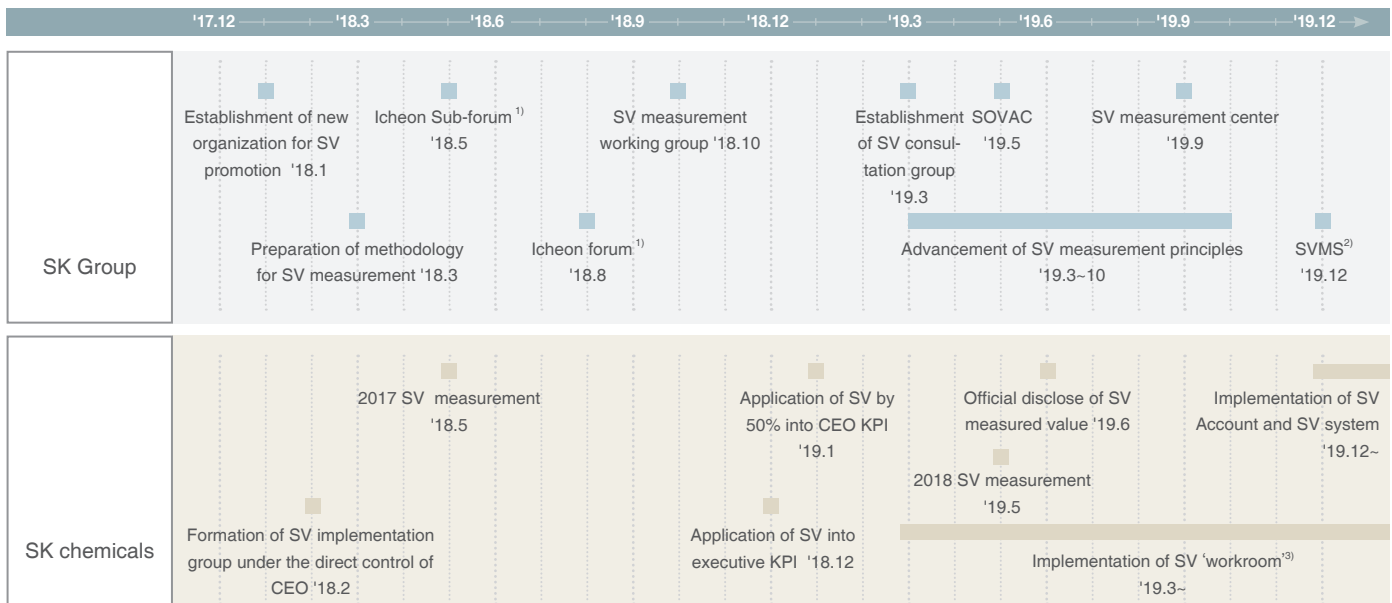 '17.12 '18.3 '18.6 '18.9 '18.12 '19.3 '19.6 '19.9 '19.12
SK Group
Establishment of new
organization for SV
promotion '18.1
Icheon Sub-forum 1)
'18.5
SV measurement
working group '18.10
Establishment
of SV consul-
tation group
'19.3
SOVAC
'19.5
SV measurement center
'19.9
Preparation of methodology
for SV measurement '18.3
Icheon forum 1)
'18.8
Advancement of SV measurement principles
'19.3~10
SVMS2)
'19.12
SK chemicals
2017 SV measurement
'18.5
Application of SV by
50% into CEO KPI
'19.1
Official disclose of SV
measured value '19.6
Implementation of SV
Account and SV system
'19.12~
2018 SV measurement
'19.5
Formation of SV implementation
group under the direct control of
CEO '18.2
Application of SV into
executive KPI '18.12
Implementation of SV ‘workroom’3)
'19.3~